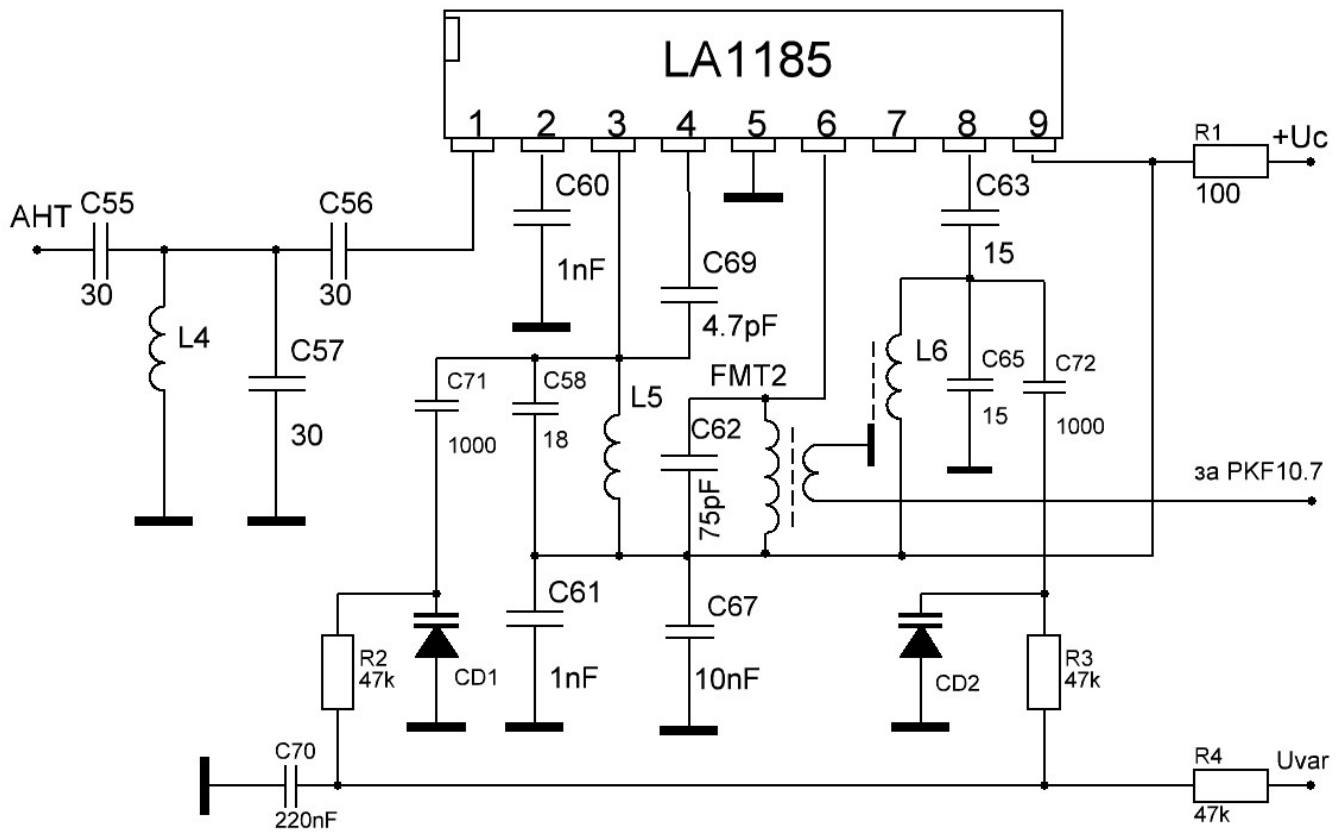 LA1185
1 2 3 4 5 6 7 8 9
R1
+Uc
100
AHT
C55
30
C56
30
C60
1nF
C63
15
L4
C57
30
C69
4.7pF
C71
1000
C58
18
L5
FMT2
C62
75pF
L6
C65
15
C72
1000
за PKF10.7
R2
47k
CD1
C61
1nF
C67
10nF
CD2
R3
47k
C70
220nF
R4
47k
Uvar